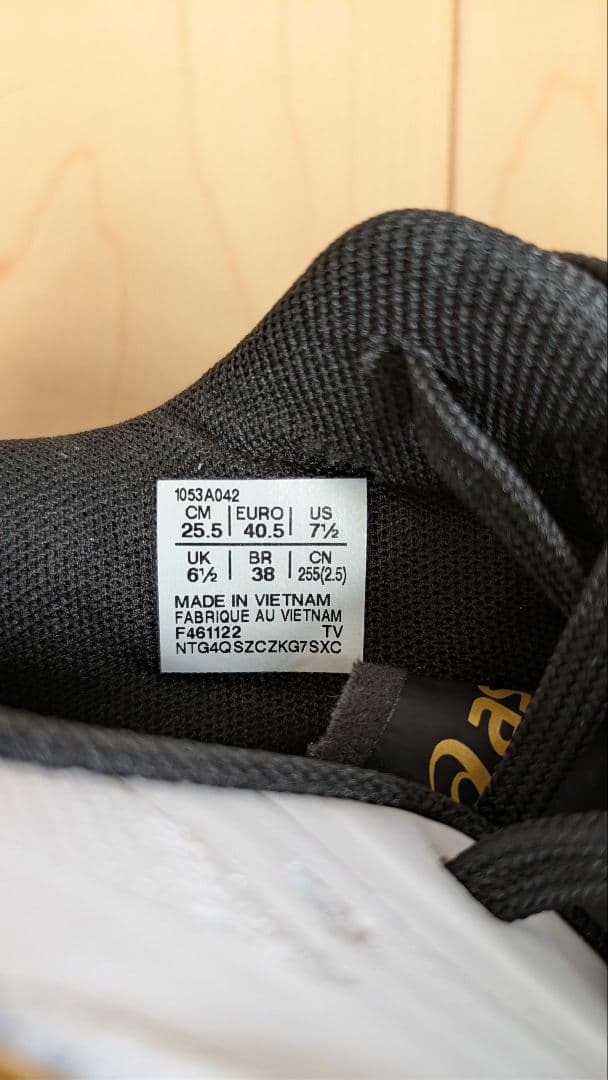 1053A042
CM | EURO | US
25.5 | 40.5 | 7½
UK | BR | CN
6½ | 38 | 255(2.5)
MADE IN VIETNAM
FABRIQUE AU VIETNAM
F461122 TV
NTG4QSZCZKG7SXC
as